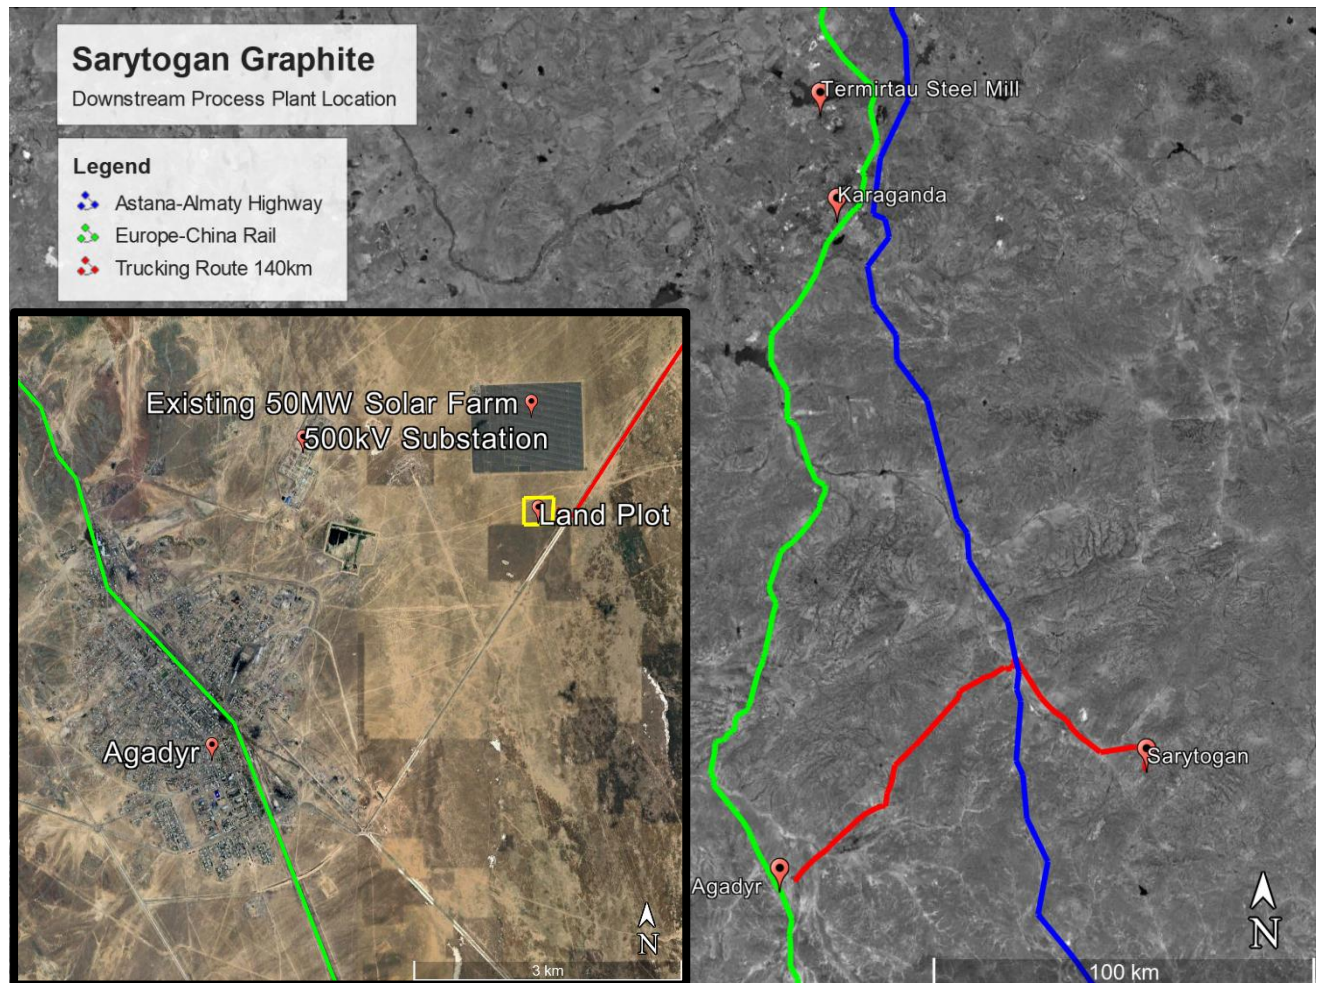 Sarytogan Graphite
Downstream Process Plant Location
Legend
Astana-Almaty Highway
Europe-China Rail
Trucking Route 140km
Termirtau Steel Mill
Karaganda
Existing 50MW Solar Farm
500kV Substation
Land Plot
Agadyr
N
3 km
Sarytogan
Agadyr
N
100 km